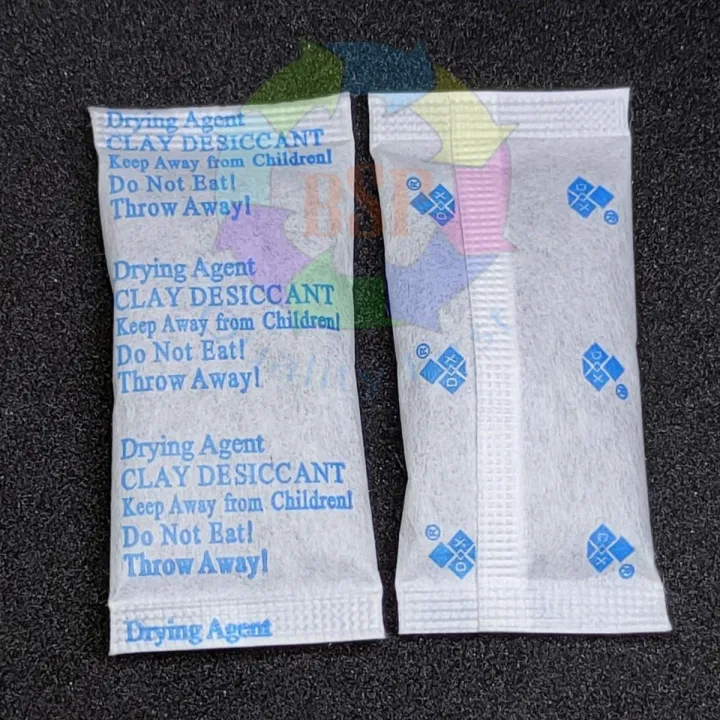 Drying Agent
CLAY DESICCANT
Keep Away from Children!
Do Not Eat!
Throw Away!
Drying Agent
CLAY DESICCANT
Keep Away from Children!
Do Not Eat!
Throw Away!
Drying Agent
CLAY DESICCANT
Keep Away from Children!
Do Not Eat!
Throw Away!
Drying Agent
BSP